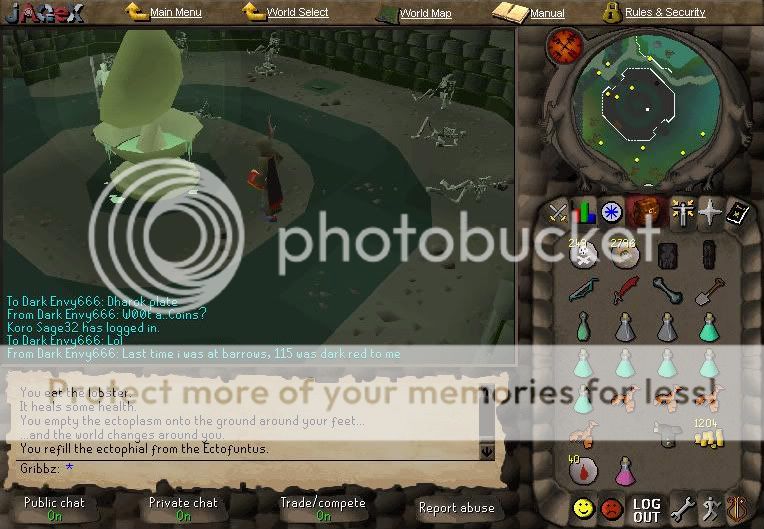 JAGEX
Main Menu
World Select
World Map
Manual
Rules & Security
photobucket
Protect more of your memories for less!
To Dark Envy666: Dharok plate
From Dark Envy666: W00t a..Coins?
Koro Sage32 has logged in.
To Dark Envy666: Lol
From Dark Envy666: Last time i was at barrows, 115 was dark red to me
You eat the lobster.
It heals some health.
You empty the ectoplasm onto the ground around your feet...
...and the world changes around you.
You refill the ectophial from the Ectofuntus.
Gribbz: *
Public chat
On
Private chat
On
Trade/compete
On
Report abuse
1204
40
LOG
OUT